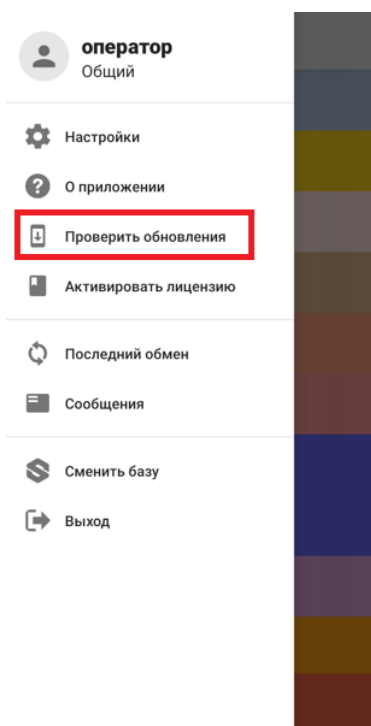 оператор
Общий
Настройки
О приложении
Проверить обновления
Активировать лицензию
Последний обмен
Сообщения
Сменить базу
Выход